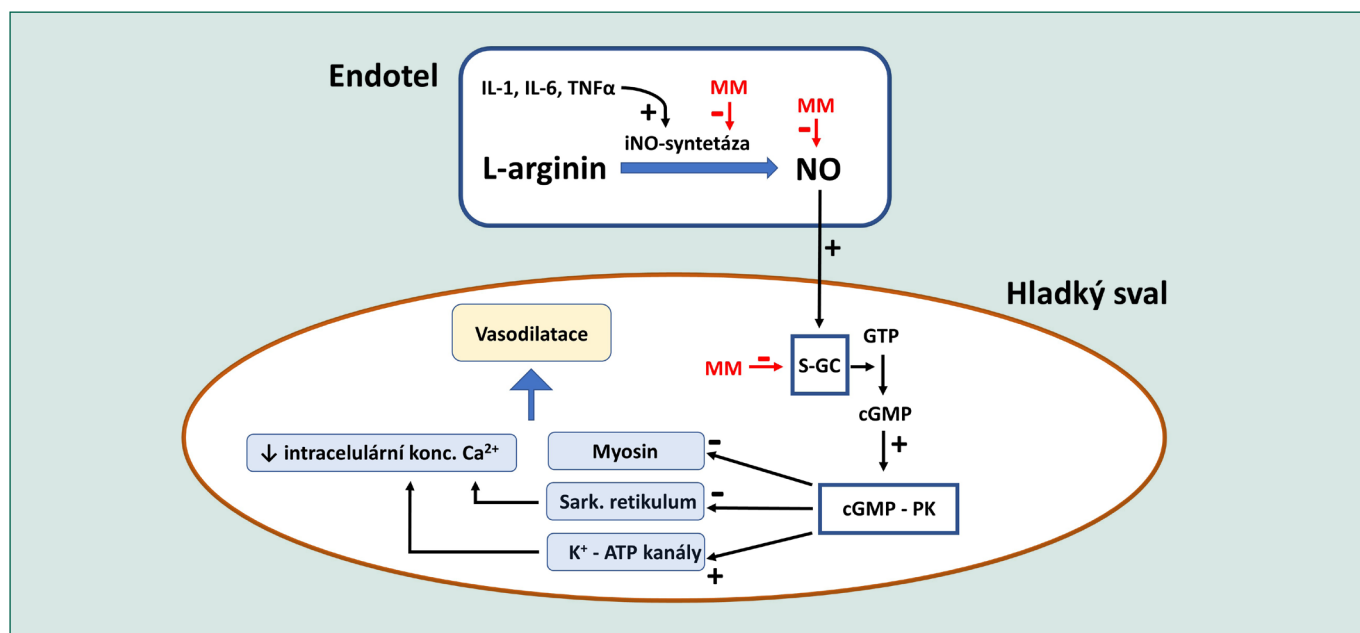 Endotel
IL-1, IL-6, TNFα
+
MM
-
MM
-
iNO-syntetáza
L-arginin
NO
+
Hladký sval
Vasodilatace
MM
-
S-GC
GTP
cGMP
+
↓ intracelulární konc. Ca²⁺
Myosin
-
Sark. retikulum
-
cGMP - PK
K⁺ - ATP kanály
+